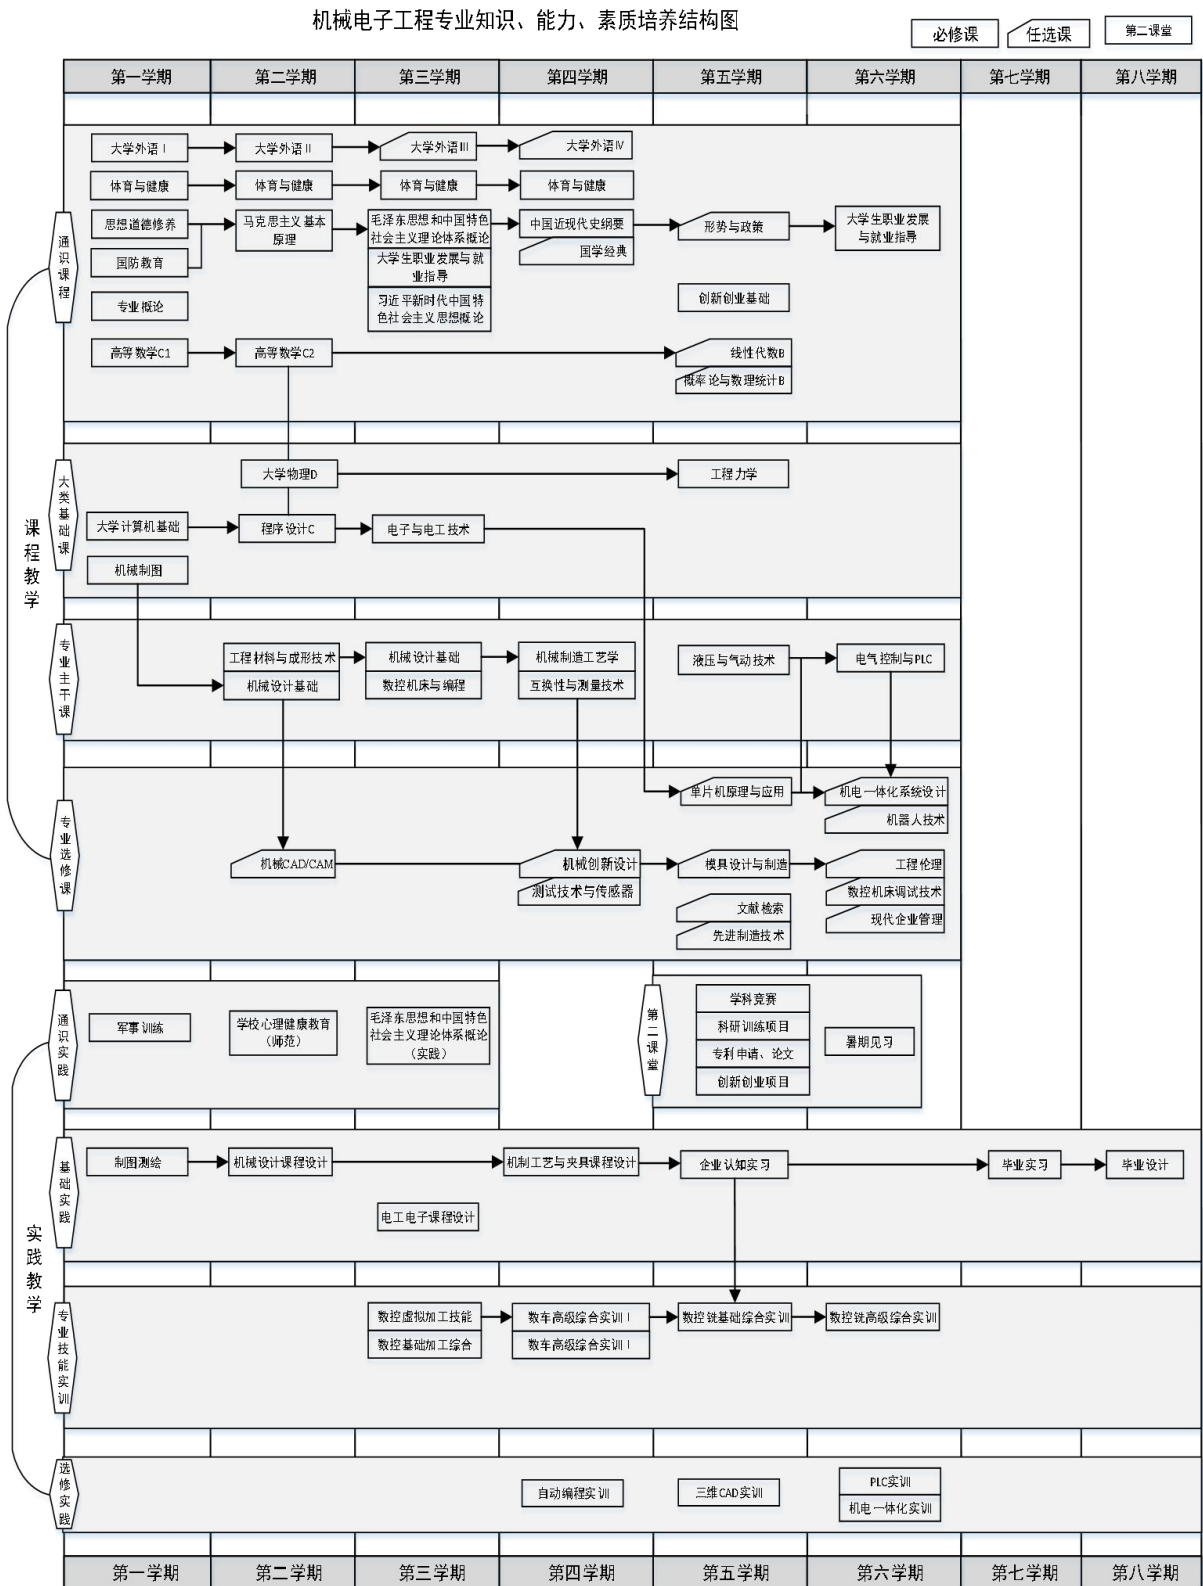 机械电子工程专业知识、能力、素质培养结构图
必修课
任选课
第二课堂
第一学期
第二学期
第三学期
第四学期
第五学期
第六学期
第七学期
第八学期
课程教学
通识课程
大学外语 I
大学外语 II
大学外语III
大学外语IV
体育与健康
体育与健康
体育与健康
体育与健康
思想道德修养
马克思主义基本
原理
毛泽东思想和中国特色
社会主义理论体系概论
中国近现代史纲要
形势与政策
大学生职业发展
与就业指导
国防教育
大学生职业发展与就
业指导
国学经典
专业概论
习近平新时代中国特
色社会主义思想概论
创新创业基础
高等数学C1
高等数学C2
线性代数B
概率论与数理统计B
大类基础课
大学物理D
工程力学
大学计算机基础
程序设计C
电子与电工技术
机械制图
专业主干课
工程材料与成形技术
机械设计基础
机械制造工艺学
液压与气动技术
电气控制与PLC
机械设计基础
数控机床与编程
互换性与测量技术
专业选修课
单片机原理与应用
机电一体化系统设计
机器人技术
机械CAD/CAM
机械创新设计
模具设计与制造
工程伦理
测试技术与传感器
数控机床调试技术
文献检索
现代企业管理
先进制造技术
实践教学
通识实践
军事训练
学校心理健康教育
（师范）
毛泽东思想和中国特色
社会主义理论体系概论
（实践）
第二课堂
学科竞赛
科研训练项目
专利申请、论文
创新创业项目
暑期见习
基础实践
制图测绘
机械设计课程设计
机制工艺与夹具课程设计
企业认知实习
毕业实习
毕业设计
电工电子课程设计
专业技能实训
数控虚拟加工技能
数车高级综合实训 I
数控铣基础综合实训
数控铣高级综合实训
数控基础加工综合
数车高级综合实训 I
选修实践
自动编程实训
三维CAD实训
PLC实训
机电一体化实训
第一学期
第二学期
第三学期
第四学期
第五学期
第六学期
第七学期
第八学期